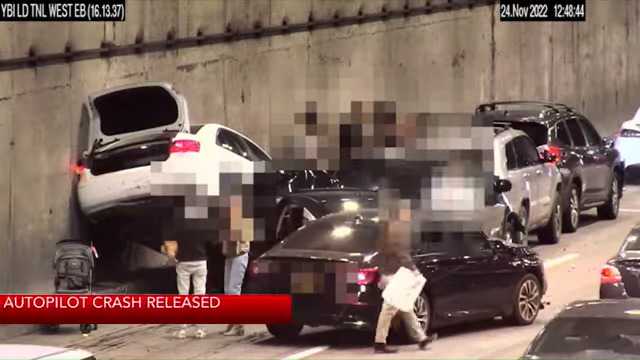 YBI LD TNL WEST EB (16.13.37)
24.Nov 2022 12:48:44
AUTOPILOT CRASH RELEASED